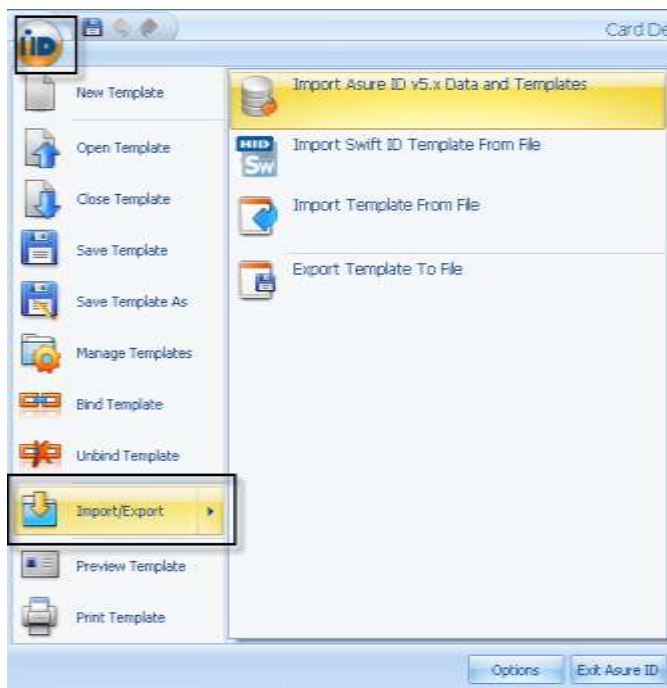 iiD
Card De
New Template
Open Template
Close Template
Save Template
Save Template As
Manage Templates
Bind Template
Unbind Template
Import/Export
Preview Template
Print Template
Import Asure ID v5.x Data and Templates
HID
Sw
Import Swift ID Template From File
Import Template From File
Export Template To File
Options
Exit Asure ID